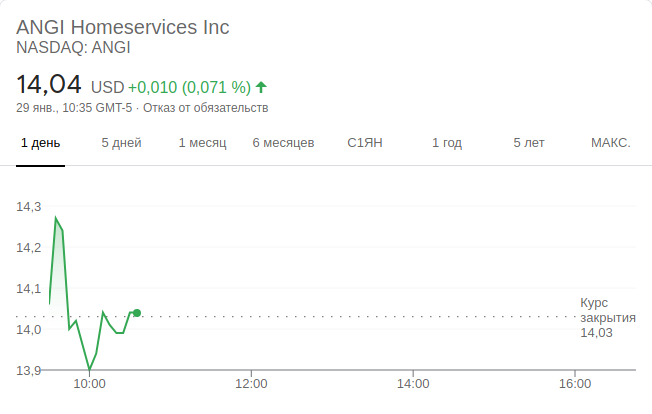 ANGI Homeservices Inc
NASDAQ: ANGI
14,04 USD +0,010 (0,071 %)
29 янв., 10:35 GMT-5 · Отказ от обязательств
1 день 5 дней 1 месяц 6 месяцев С1ЯН 1 год 5 лет МАКС.
14,3
14,2
14,1
14,0
13,9
Курс
закрытия
14,03
10:00 12:00 14:00 16:00